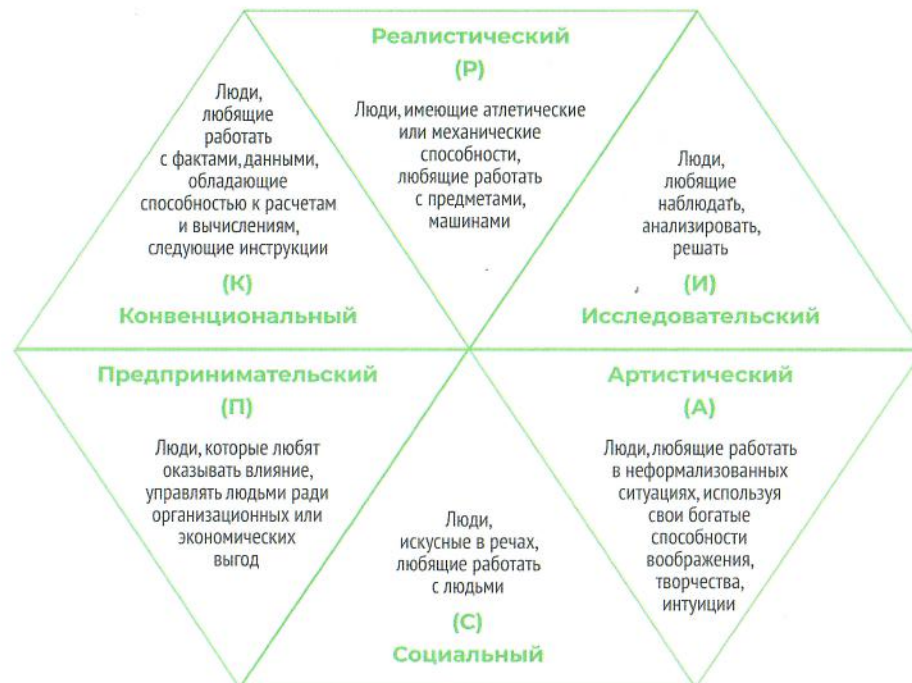 Реалистический
(Р)
Люди, имеющие атлетические
или механические
способности,
любящие работать
с предметами,
машинами
Люди,
любящие
работать
с фактами, данными,
обладающие
способностью к расчетам
и вычислениям,
следующие инструкции
(К)
Конвенциональный
Люди,
любящие
наблюдать,
анализировать,
решать
(И)
Исследовательский
Предпринимательский
(П)
Люди, которые любят
оказывать влияние,
управлять людьми ради
организационных или
экономических
выгод
Люди,
искусные в речах,
любящие работать
с людьми
(С)
Социальный
Артистический
(А)
Люди, любящие работать
в неформализованных
ситуациях, используя
свои богатые
способности
воображения,
творчества,
интуиции